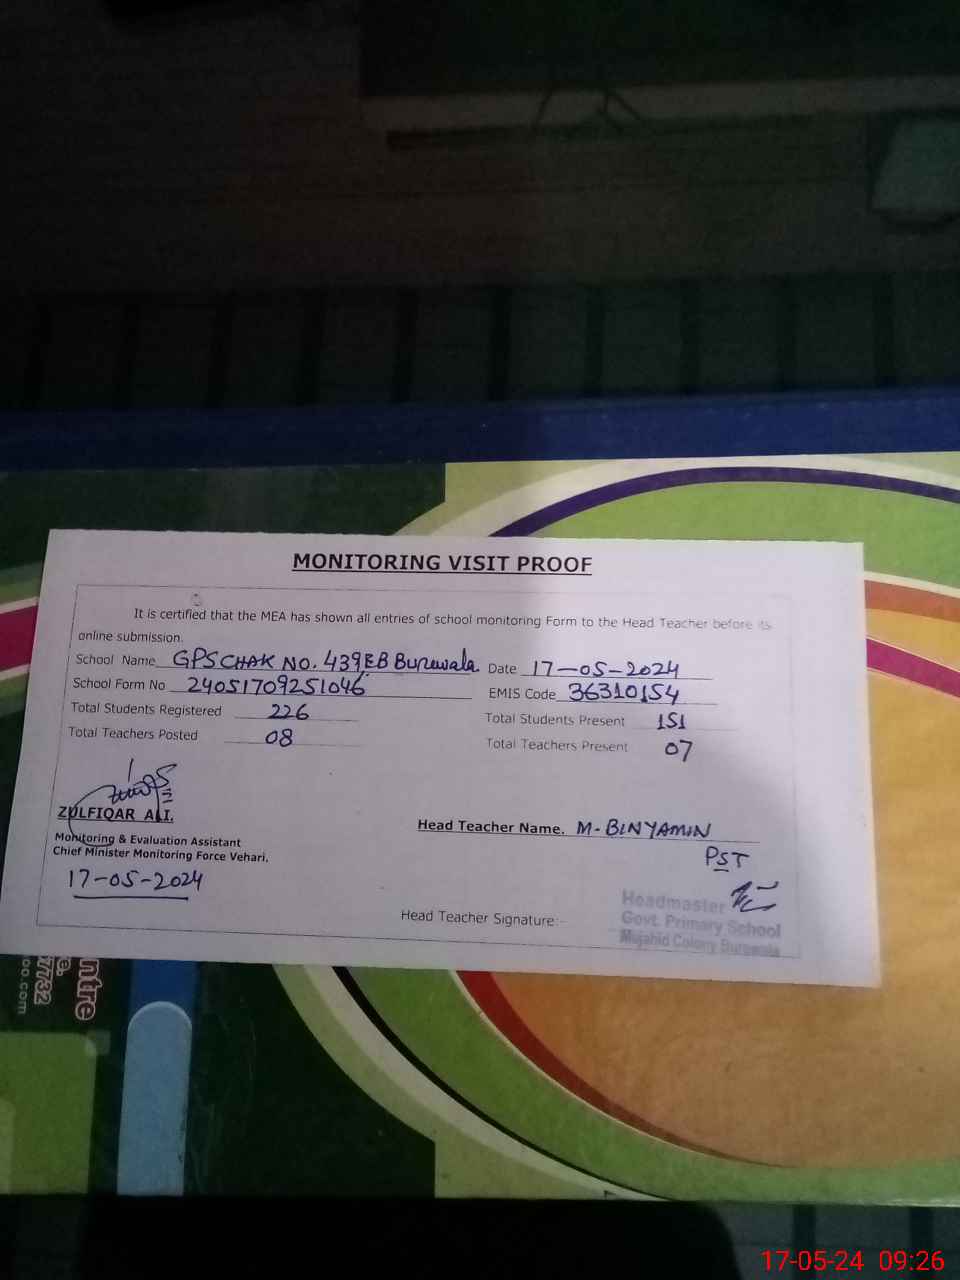 MONITORING VISIT PROOF
It is certified that the MEA has shown all entries of school monitoring Form to the Head Teacher before its
online submission.
School Name GPS CHAK NO. 439EB Burewala Date 17-05-2024
School Form No 24051709251046 EMIS Code 36310154
Total Students Registered 226 Total Students Present 151
Total Teachers Posted 08 Total Teachers Present 07
ZULFIQAR ALI.
Monitoring & Evaluation Assistant
Chief Minister Monitoring Force Vehari.
17-05-2024
Head Teacher Name. M-BINYAMIN
PST
Head Teacher Signature:-
Headmaster
Govt. Primary School
Mujahid Colony Burewala
ntre
7732
co.com
17-05-24 09:26